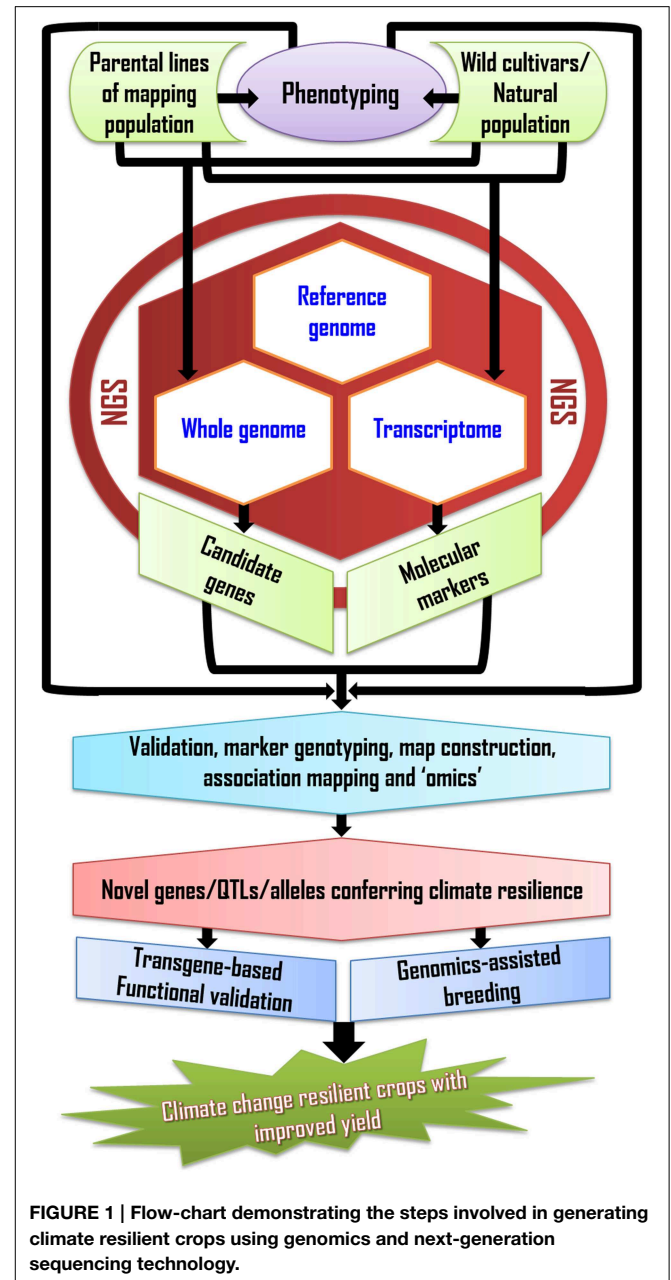 Parental lines
of mapping
population
Phenotyping
Wild cultivars/
Natural
population
Reference
genome
NGS
NGS
Whole genome
Transcriptome
Candidate
genes
Molecular
markers
Validation, marker genotyping, map construction,
association mapping and ‘omics’
Novel genes/QTLs/alleles conferring climate resilience
Transgene-based
Functional validation
Genomics-assisted
breeding
Climate change resilient crops with
improved yield
FIGURE 1 | Flow-chart demonstrating the steps involved in generating
climate resilient crops using genomics and next-generation
sequencing technology.